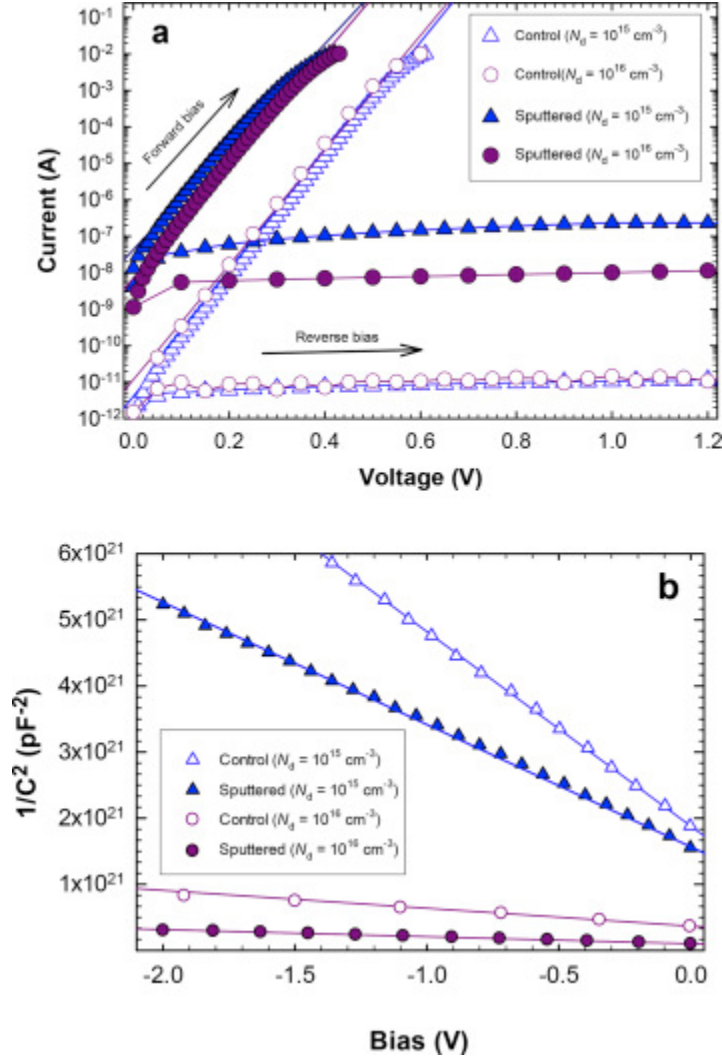 a
10⁻¹
10⁻²
10⁻³
10⁻⁴
10⁻⁵
10⁻⁶
10⁻⁷
10⁻⁸
10⁻⁹
10⁻¹⁰
10⁻¹¹
10⁻¹²
Current (A)
Forward bias
Control (Nd = 10¹⁵ cm⁻³)
Control(Nd = 10¹⁶ cm⁻³)
Sputtered (Nd = 10¹⁵ cm⁻³)
Sputtered (Nd = 10¹⁶ cm⁻³)
Reverse bias
0.0 0.2 0.4 0.6 0.8 1.0 1.2
Voltage (V)
b
6x10²¹
5x10²¹
4x10²¹
3x10²¹
2x10²¹
1x10²¹
1/C² (pF⁻²)
Control (Nd = 10¹⁵ cm⁻³)
Sputtered (Nd = 10¹⁵ cm⁻³)
Control (Nd = 10¹⁶ cm⁻³)
Sputtered (Nd = 10¹⁶ cm⁻³)
-2.0 -1.5 -1.0 -0.5 0.0
Bias (V)